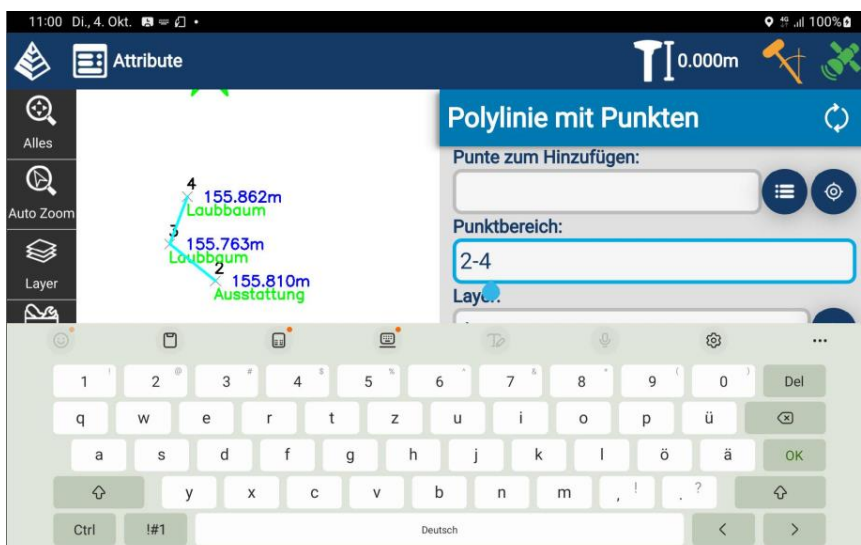 11:00 Di., 4. Okt.
4G 100%
Attribute
0.000m
Alles
Auto Zoom
Layer
4
155.862m
Laubbaum
3
155.763m
Laubbaum
2
155.810m
Ausstattung
Polylinie mit Punkten
Punte zum Hinzufügen:
Punktbereich:
2-4
Layer:
1 ! 2 @ 3 # 4 $ 5 % 6 ^ 7 & 8 * 9 ( 0 ) Del
q w e r t z u i o p ü
a s d f g h j k l ö ä OK
y x c v b n m , ! . ?
Ctrl !#1 Deutsch < >